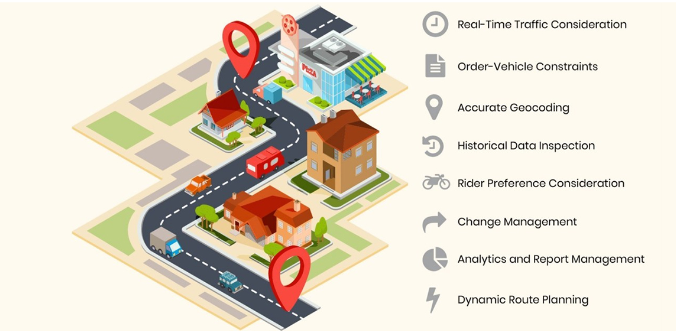 PIZZA
Real-Time Traffic Consideration
Order-Vehicle Constraints
Accurate Geocoding
Historical Data Inspection
Rider Preference Consideration
Change Management
Analytics and Report Management
Dynamic Route Planning